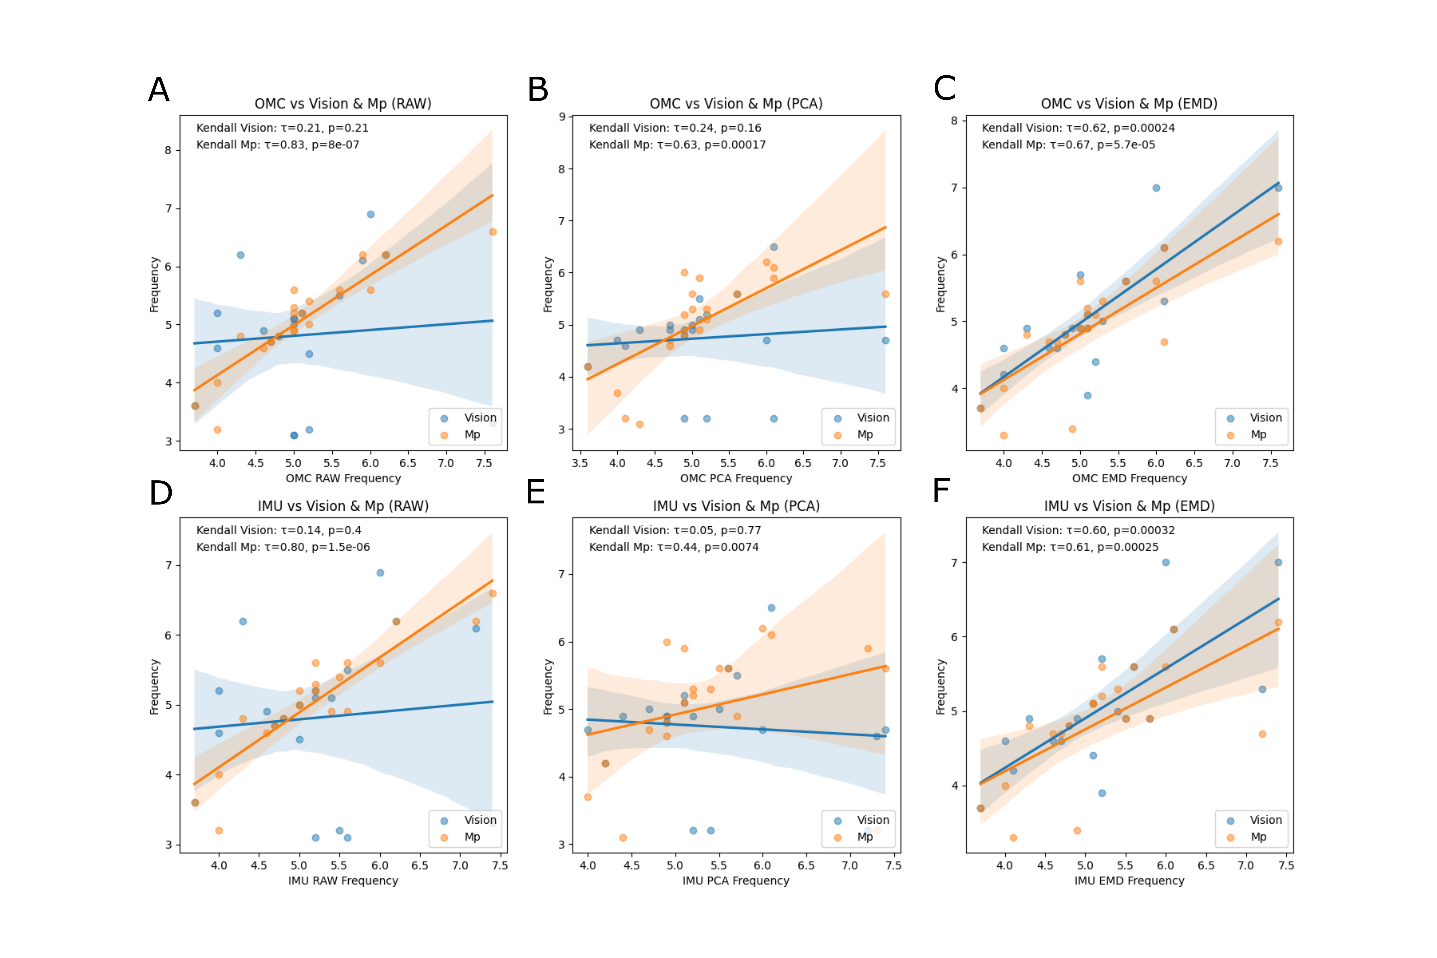 A
OMC vs Vision & Mp (RAW)
Kendall Vision: τ=0.21, p=0.21
Kendall Mp: τ=0.83, p=8e-07
Frequency
8
7
6
5
4
3
4.0 4.5 5.0 5.5 6.0 6.5 7.0 7.5
OMC RAW Frequency
Vision
Mp
B
OMC vs Vision & Mp (PCA)
Kendall Vision: τ=0.24, p=0.16
Kendall Mp: τ=0.63, p=0.00017
Frequency
9
8
7
6
5
4
3
3.5 4.0 4.5 5.0 5.5 6.0 6.5 7.0 7.5
OMC PCA Frequency
Vision
Mp
C
OMC vs Vision & Mp (EMD)
Kendall Vision: τ=0.62, p=0.00024
Kendall Mp: τ=0.67, p=5.7e-05
Frequency
8
7
6
5
4
4.0 4.5 5.0 5.5 6.0 6.5 7.0 7.5
OMC EMD Frequency
Vision
Mp
D
IMU vs Vision & Mp (RAW)
Kendall Vision: τ=0.14, p=0.4
Kendall Mp: τ=0.80, p=1.5e-06
Frequency
7
6
5
4
3
4.0 4.5 5.0 5.5 6.0 6.5 7.0 7.5
IMU RAW Frequency
Vision
Mp
E
IMU vs Vision & Mp (PCA)
Kendall Vision: τ=0.05, p=0.77
Kendall Mp: τ=0.44, p=0.0074
Frequency
7
6
5
4
3
4.0 4.5 5.0 5.5 6.0 6.5 7.0 7.5
IMU PCA Frequency
Vision
Mp
F
IMU vs Vision & Mp (EMD)
Kendall Vision: τ=0.60, p=0.00032
Kendall Mp: τ=0.61, p=0.00025
Frequency
7
6
5
4
4.0 4.5 5.0 5.5 6.0 6.5 7.0 7.5
IMU EMD Frequency
Vision
Mp